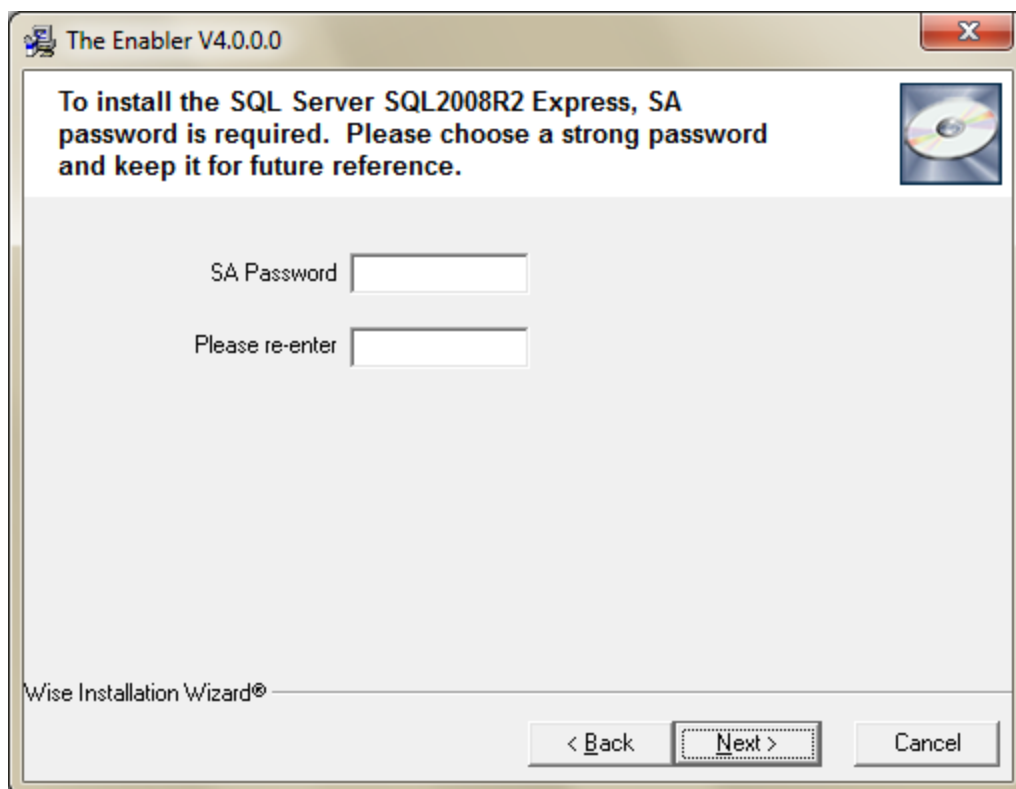 The Enabler V4.0.0.0
To install the SQL Server SQL2008R2 Express, SA
password is required.  Please choose a strong password
and keep it for future reference.
SA Password
Please re-enter
Wise Installation Wizard®
< Back
Next >
Cancel